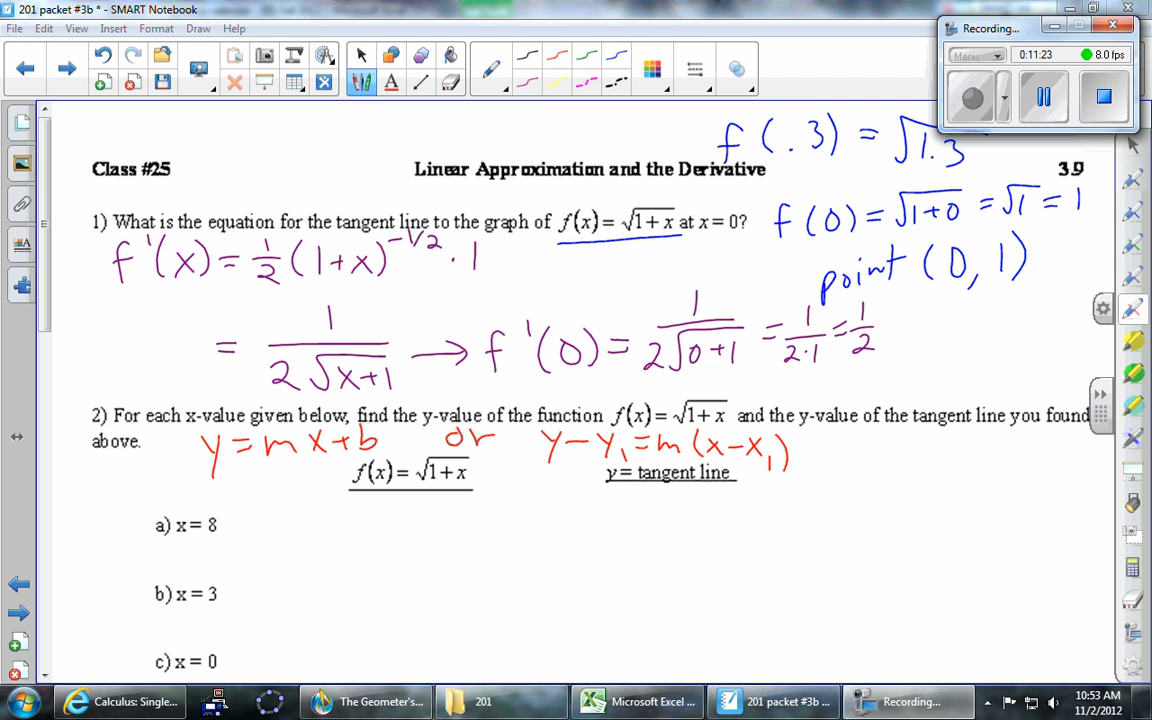 201 packet #3b * - SMART Notebook
File Edit View Insert Format Draw Help
Recording...
Menu
0:11:23 8.0 fps
f(.3) = √1.3
Class #25 Linear Approximation and the Derivative 3.9
1) What is the equation for the tangent line to the graph of f(x) = √1+x at x = 0?
f(0) = √1+0 = √1 = 1
f'(x) = 1/2 (1+x)^-1/2 · 1
point (0, 1)
= 1/(2√x+1) → f'(0) = 1/(2√0+1) = 1/(2·1) = 1/2
2) For each x-value given below, find the y-value of the function f(x) = √1+x and the y-value of the tangent line you found
above.
y = mx+b or y - y₁ = m(x - x₁)
f(x) = √1+x y = tangent line
a) x = 8
b) x = 3
c) x = 0
Calculus: Single... The Geometer's... 201 Microsoft Excel ... 201 packet #3b ... Recording...
10:53 AM
11/2/2012